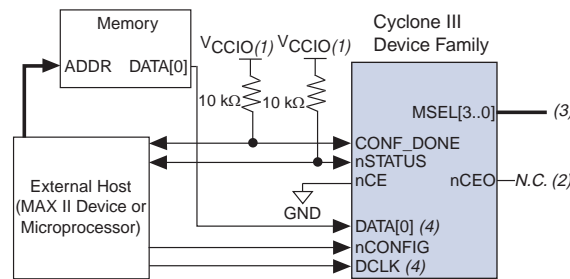 Memory
ADDR DATA[0]
VCCIO(1) VCCIO(1)
10 kΩ 10 kΩ
Cyclone III
Device Family
MSEL[3..0] (3)
CONF_DONE
nSTATUS
nCE nCEO N.C. (2)
GND
External Host
(MAX II Device or
Microprocessor)
DATA[0] (4)
nCONFIG
DCLK (4)